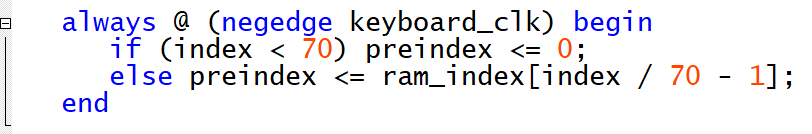 always @ (negedge keyboard_clk) begin
if (index < 70) preindex <= 0;
else preindex <= ram_index[index / 70 - 1];
end